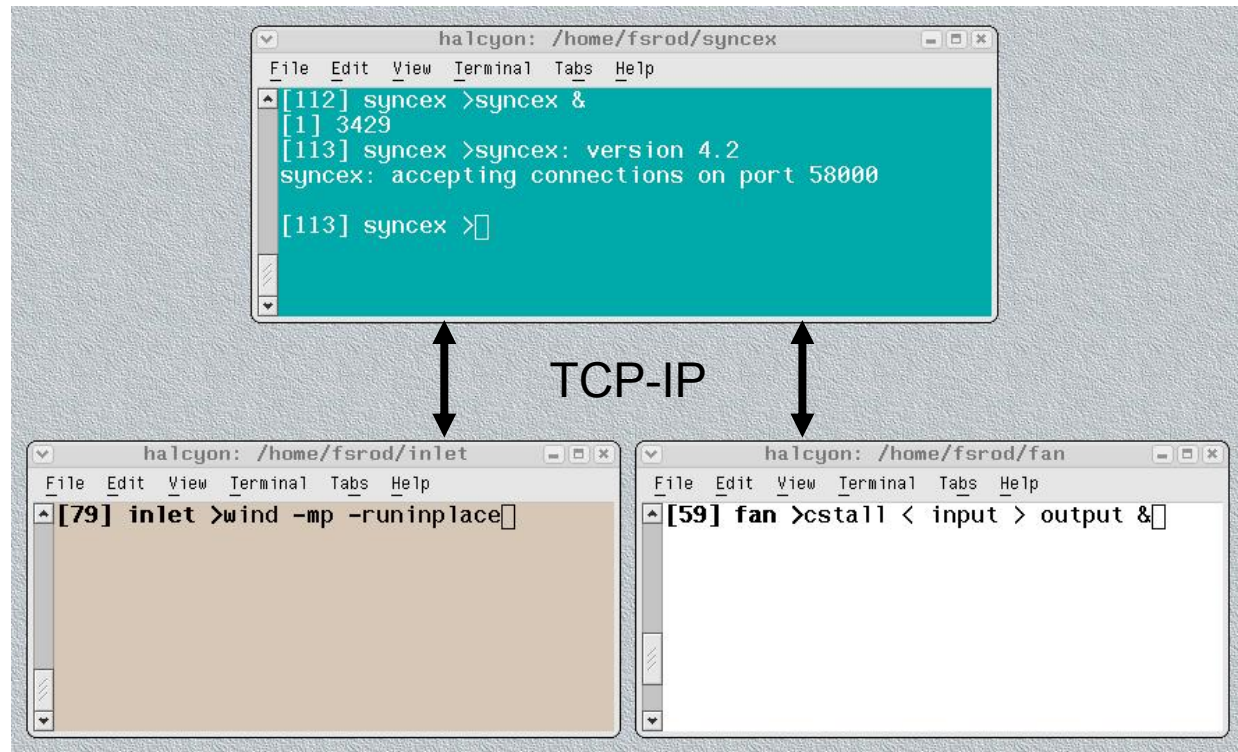 halcyon: /home/fsrod/syncex
File Edit View Terminal Tabs Help
[112] syncex >syncex &
[1] 3429
[113] syncex >syncex: version 4.2
syncex: accepting connections on port 58000
[113] syncex >
TCP-IP
halcyon: /home/fsrod/inlet
File Edit View Terminal Tabs Help
[79] inlet >wind -mp -runinplace
halcyon: /home/fsrod/fan
File Edit View Terminal Tabs Help
[59] fan >cstall < input > output &